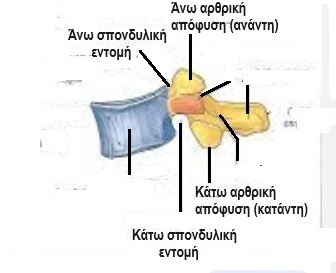 Άνω αρθρική
απόφυση (ανάντη)
Άνω σπονδυλική
εντομή
Κάτω αρθρική
απόφυση (κατάντη)
Κάτω σπονδυλική
εντομή